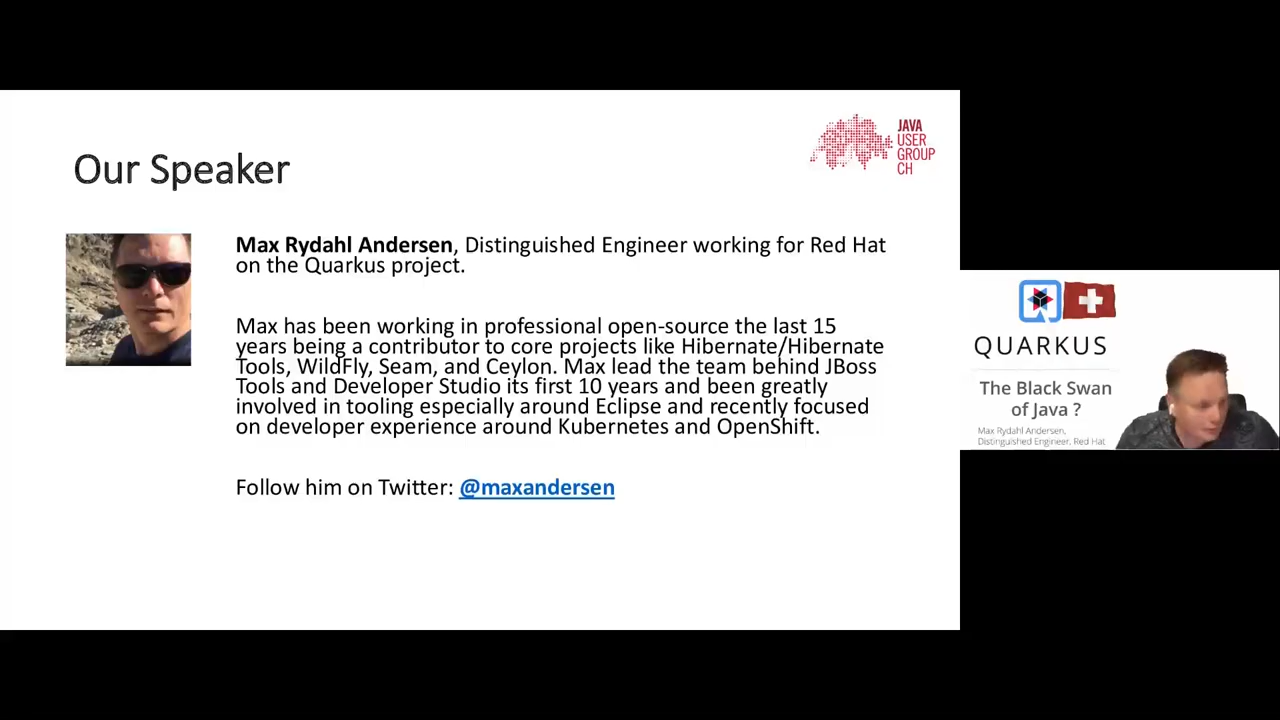 Our Speaker
JAVA
USER
GROUP
CH
Max Rydahl Andersen, Distinguished Engineer working for Red Hat
on the Quarkus project.
Max has been working in professional open-source the last 15
years being a contributor to core projects like Hibernate/Hibernate
Tools, WildFly, Seam, and Ceylon. Max lead the team behind JBoss
Tools and Developer Studio its first 10 years and been greatly
involved in tooling especially around Eclipse and recently focused
on developer experience around Kubernetes and OpenShift.
Follow him on Twitter: @maxandersen
QUARKUS
The Black Swan
of Java ?
Max Rydahl Andersen,
Distinguished Engineer, Red Hat